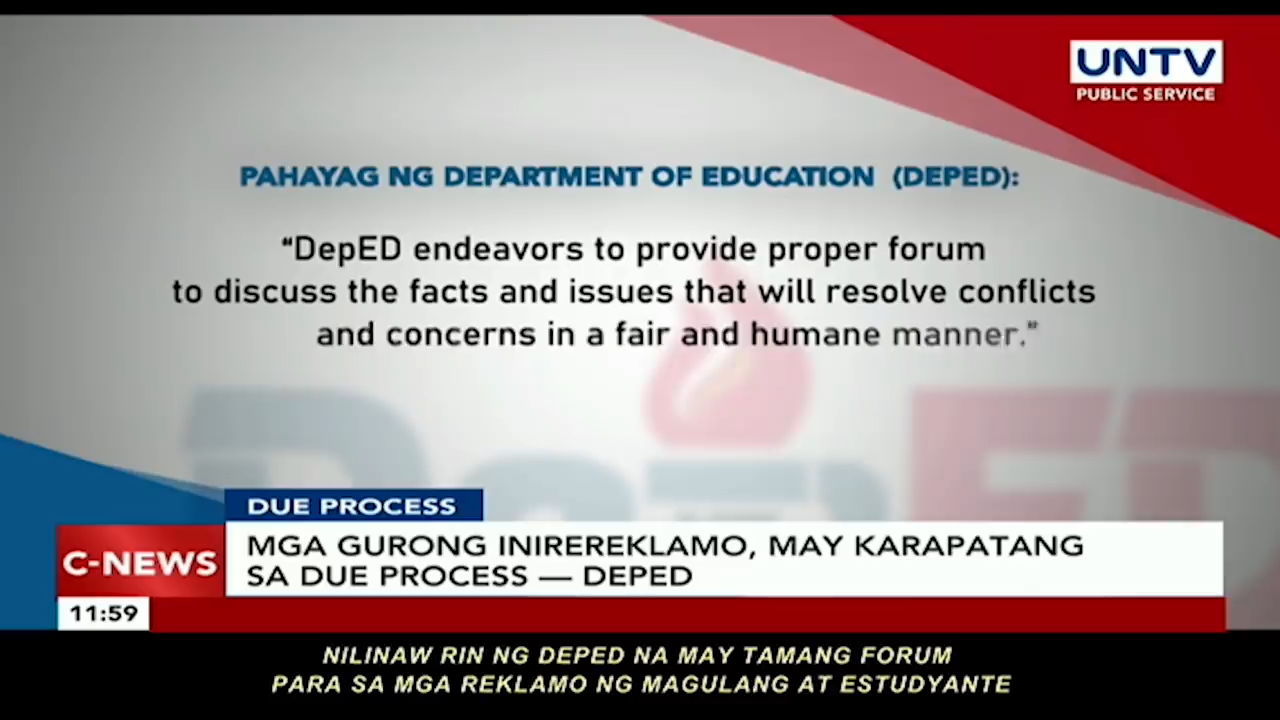 UNTV
PUBLIC SERVICE
PAHAYAG NG DEPARTMENT OF EDUCATION (DEPED):
“DepED endeavors to provide proper forum
to discuss the facts and issues that will resolve conflicts
and concerns in a fair and humane manner.”
DepED
DUE PROCESS
C-NEWS
MGA GURONG INIREREKLAMO, MAY KARAPATANG
SA DUE PROCESS — DEPED
11:59
NILINAW RIN NG DEPED NA MAY TAMANG FORUM
PARA SA MGA REKLAMO NG MAGULANG AT ESTUDYANTE